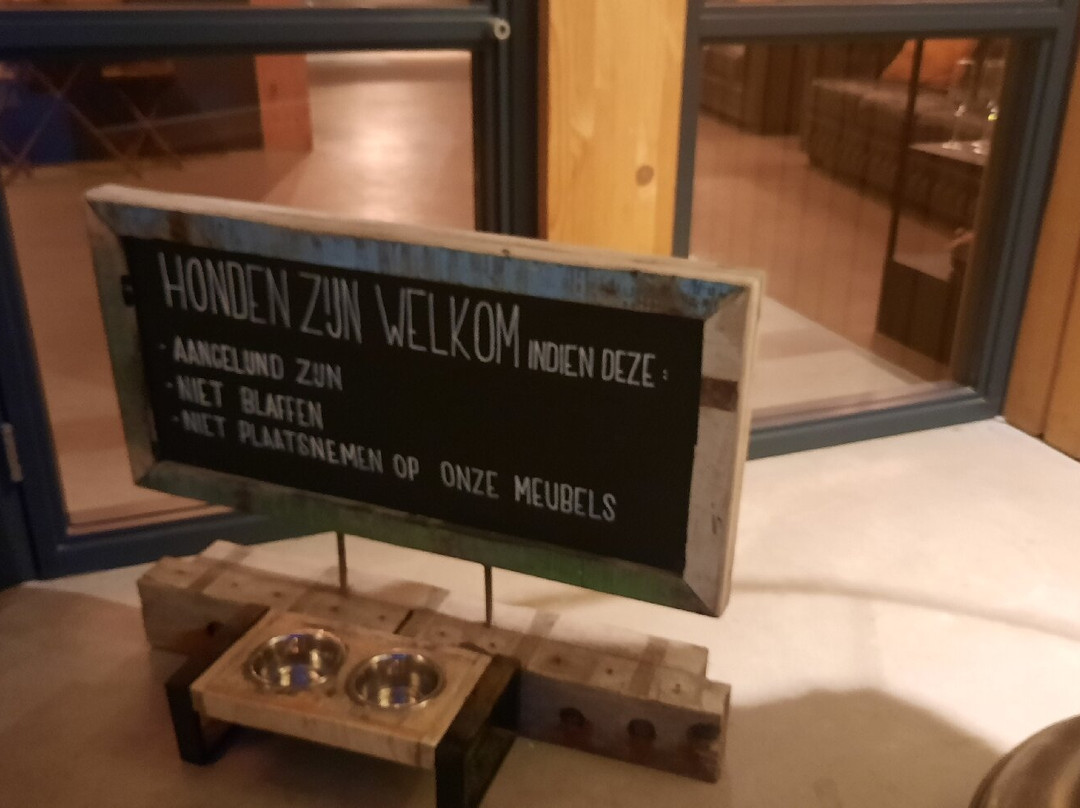 HONDEN ZIJN WELKOM INDIEN DEZE:
- AANGELIJND ZIJN
- NIET BLAFFEN
- NIET PLAATSNEMEN OP ONZE MEUBELS